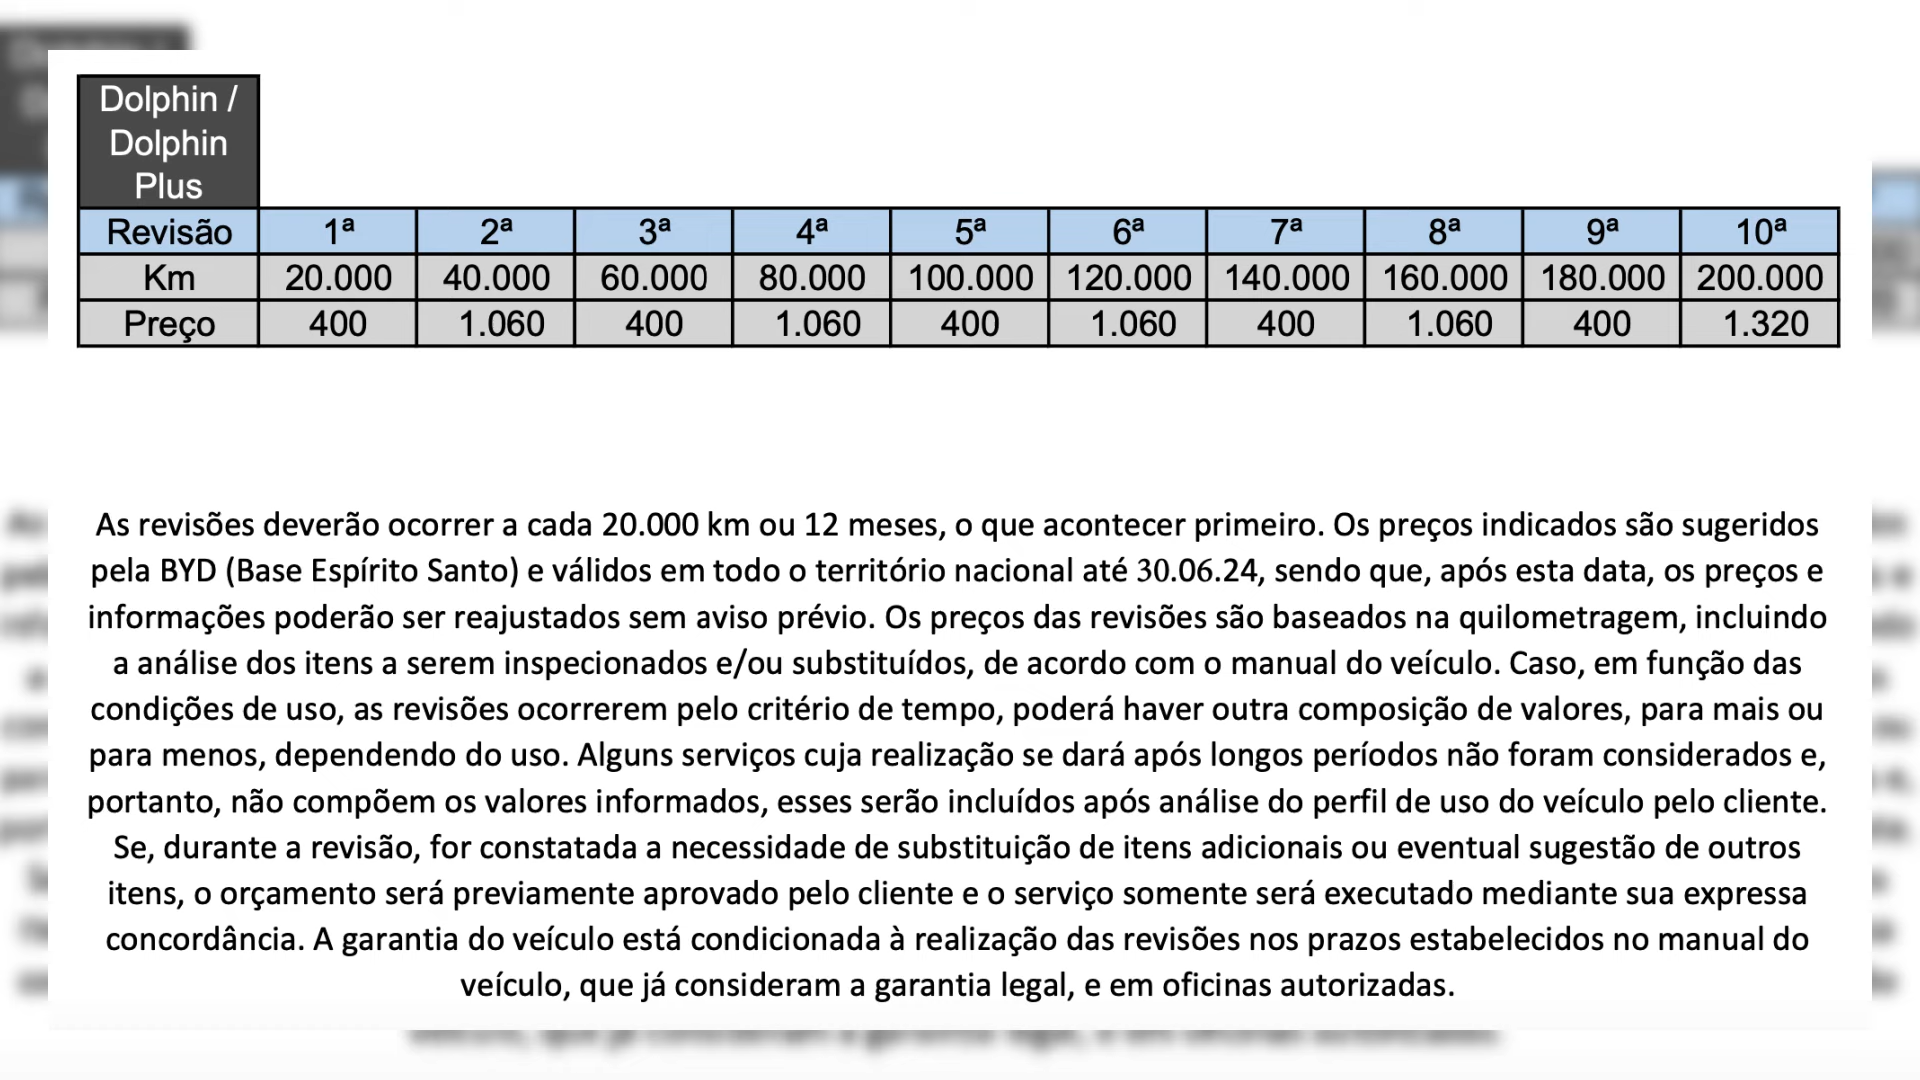 Dolphin /
Dolphin
Plus
Revisão 1ª 2ª 3ª 4ª 5ª 6ª 7ª 8ª 9ª 10ª
Km 20.000 40.000 60.000 80.000 100.000 120.000 140.000 160.000 180.000 200.000
Preço 400 1.060 400 1.060 400 1.060 400 1.060 400 1.320
As revisões deverão ocorrer a cada 20.000 km ou 12 meses, o que acontecer primeiro. Os preços indicados são sugeridos
pela BYD (Base Espírito Santo) e válidos em todo o território nacional até 30.06.24, sendo que, após esta data, os preços e
informações poderão ser reajustados sem aviso prévio. Os preços das revisões são baseados na quilometragem, incluindo
a análise dos itens a serem inspecionados e/ou substituídos, de acordo com o manual do veículo. Caso, em função das
condições de uso, as revisões ocorrerem pelo critério de tempo, poderá haver outra composição de valores, para mais ou
para menos, dependendo do uso. Alguns serviços cuja realização se dará após longos períodos não foram considerados e,
portanto, não compõem os valores informados, esses serão incluídos após análise do perfil de uso do veículo pelo cliente.
Se, durante a revisão, for constatada a necessidade de substituição de itens adicionais ou eventual sugestão de outros
itens, o orçamento será previamente aprovado pelo cliente e o serviço somente será executado mediante sua expressa
concordância. A garantia do veículo está condicionada à realização das revisões nos prazos estabelecidos no manual do
veículo, que já consideram a garantia legal, e em oficinas autorizadas.